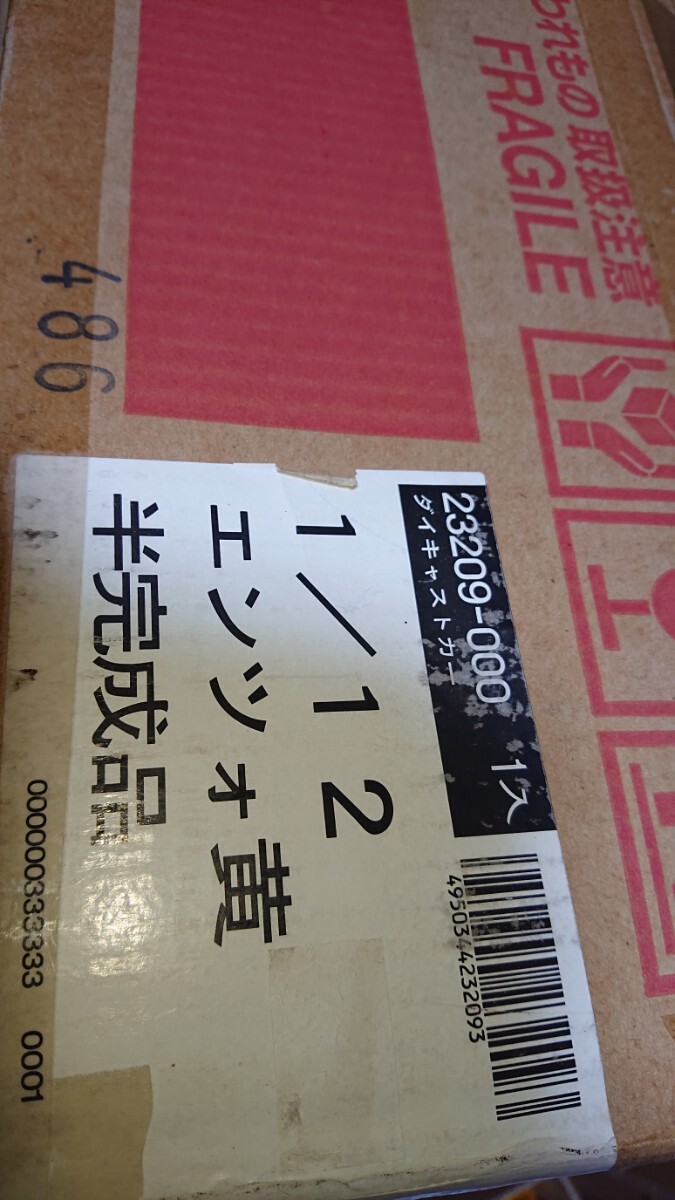 われもの 取扱注意
FRAGILE
486
23209-000 1入
ダイキャストカー
1/12
エンツォ黄
半完成品
4950344232093
000000333333 0001